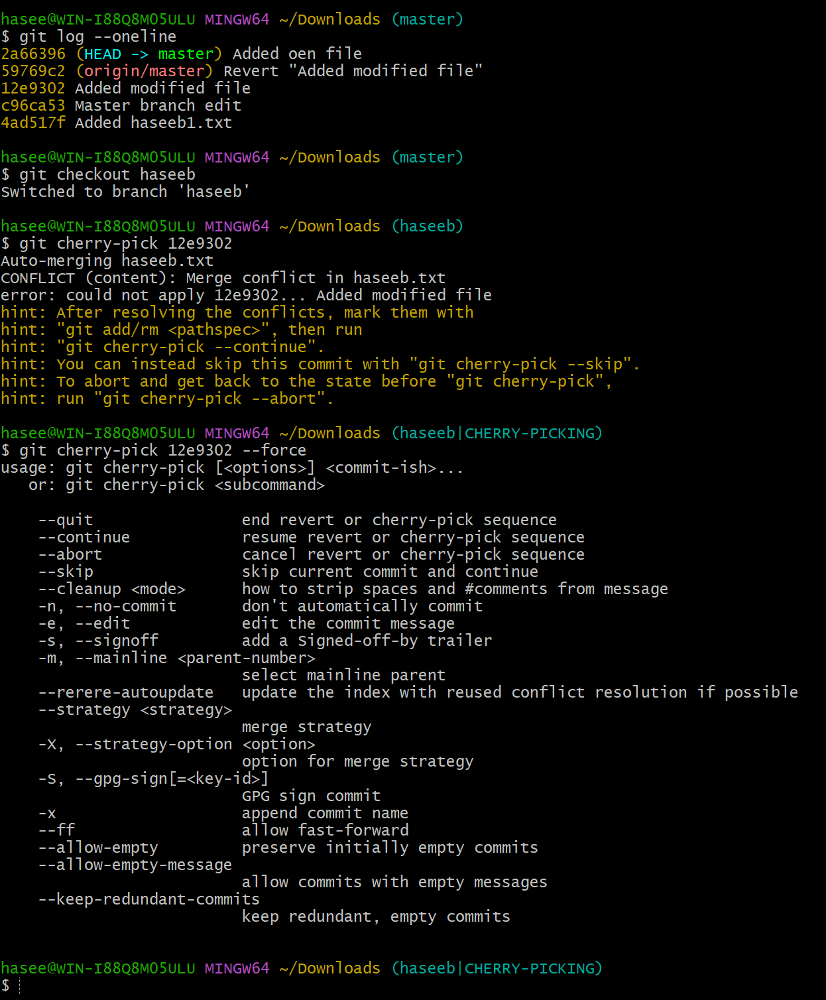 hasee@WIN-I88Q8M05ULU MINGW64 ~/Downloads (master)
$ git log --oneline
2a66396 (HEAD -> master) Added oen file
59769c2 (origin/master) Revert "Added modified file"
12e9302 Added modified file
c96ca53 Master branch edit
4ad517f Added haseeb1.txt
hasee@WIN-I88Q8M05ULU MINGW64 ~/Downloads (master)
$ git checkout haseeb
Switched to branch 'haseeb'
hasee@WIN-I88Q8M05ULU MINGW64 ~/Downloads (haseeb)
$ git cherry-pick 12e9302
Auto-merging haseeb.txt
CONFLICT (content): Merge conflict in haseeb.txt
error: could not apply 12e9302... Added modified file
hint: After resolving the conflicts, mark them with
hint: "git add/rm <pathspec>", then run
hint: "git cherry-pick --continue".
hint: You can instead skip this commit with "git cherry-pick --skip".
hint: To abort and get back to the state before "git cherry-pick",
hint: run "git cherry-pick --abort".
hasee@WIN-I88Q8M05ULU MINGW64 ~/Downloads (haseeb|CHERRY-PICKING)
$ git cherry-pick 12e9302 --force
usage: git cherry-pick [<options>] <commit-ish>...
   or: git cherry-pick <subcommand>
    --quit                end revert or cherry-pick sequence
    --continue            resume revert or cherry-pick sequence
    --abort               cancel revert or cherry-pick sequence
    --skip                skip current commit and continue
    --cleanup <mode>      how to strip spaces and #comments from message
    -n, --no-commit       don't automatically commit
    -e, --edit            edit the commit message
    -s, --signoff         add a Signed-off-by trailer
    -m, --mainline <parent-number>
                          select mainline parent
    --rerere-autoupdate   update the index with reused conflict resolution if possible
    --strategy <strategy>
                          merge strategy
    -X, --strategy-option <option>
                          option for merge strategy
    -S, --gpg-sign[=<key-id>]
                          GPG sign commit
    -x                    append commit name
    --ff                  allow fast-forward
    --allow-empty         preserve initially empty commits
    --allow-empty-message
                          allow commits with empty messages
    --keep-redundant-commits
                          keep redundant, empty commits
hasee@WIN-I88Q8M05ULU MINGW64 ~/Downloads (haseeb|CHERRY-PICKING)
$